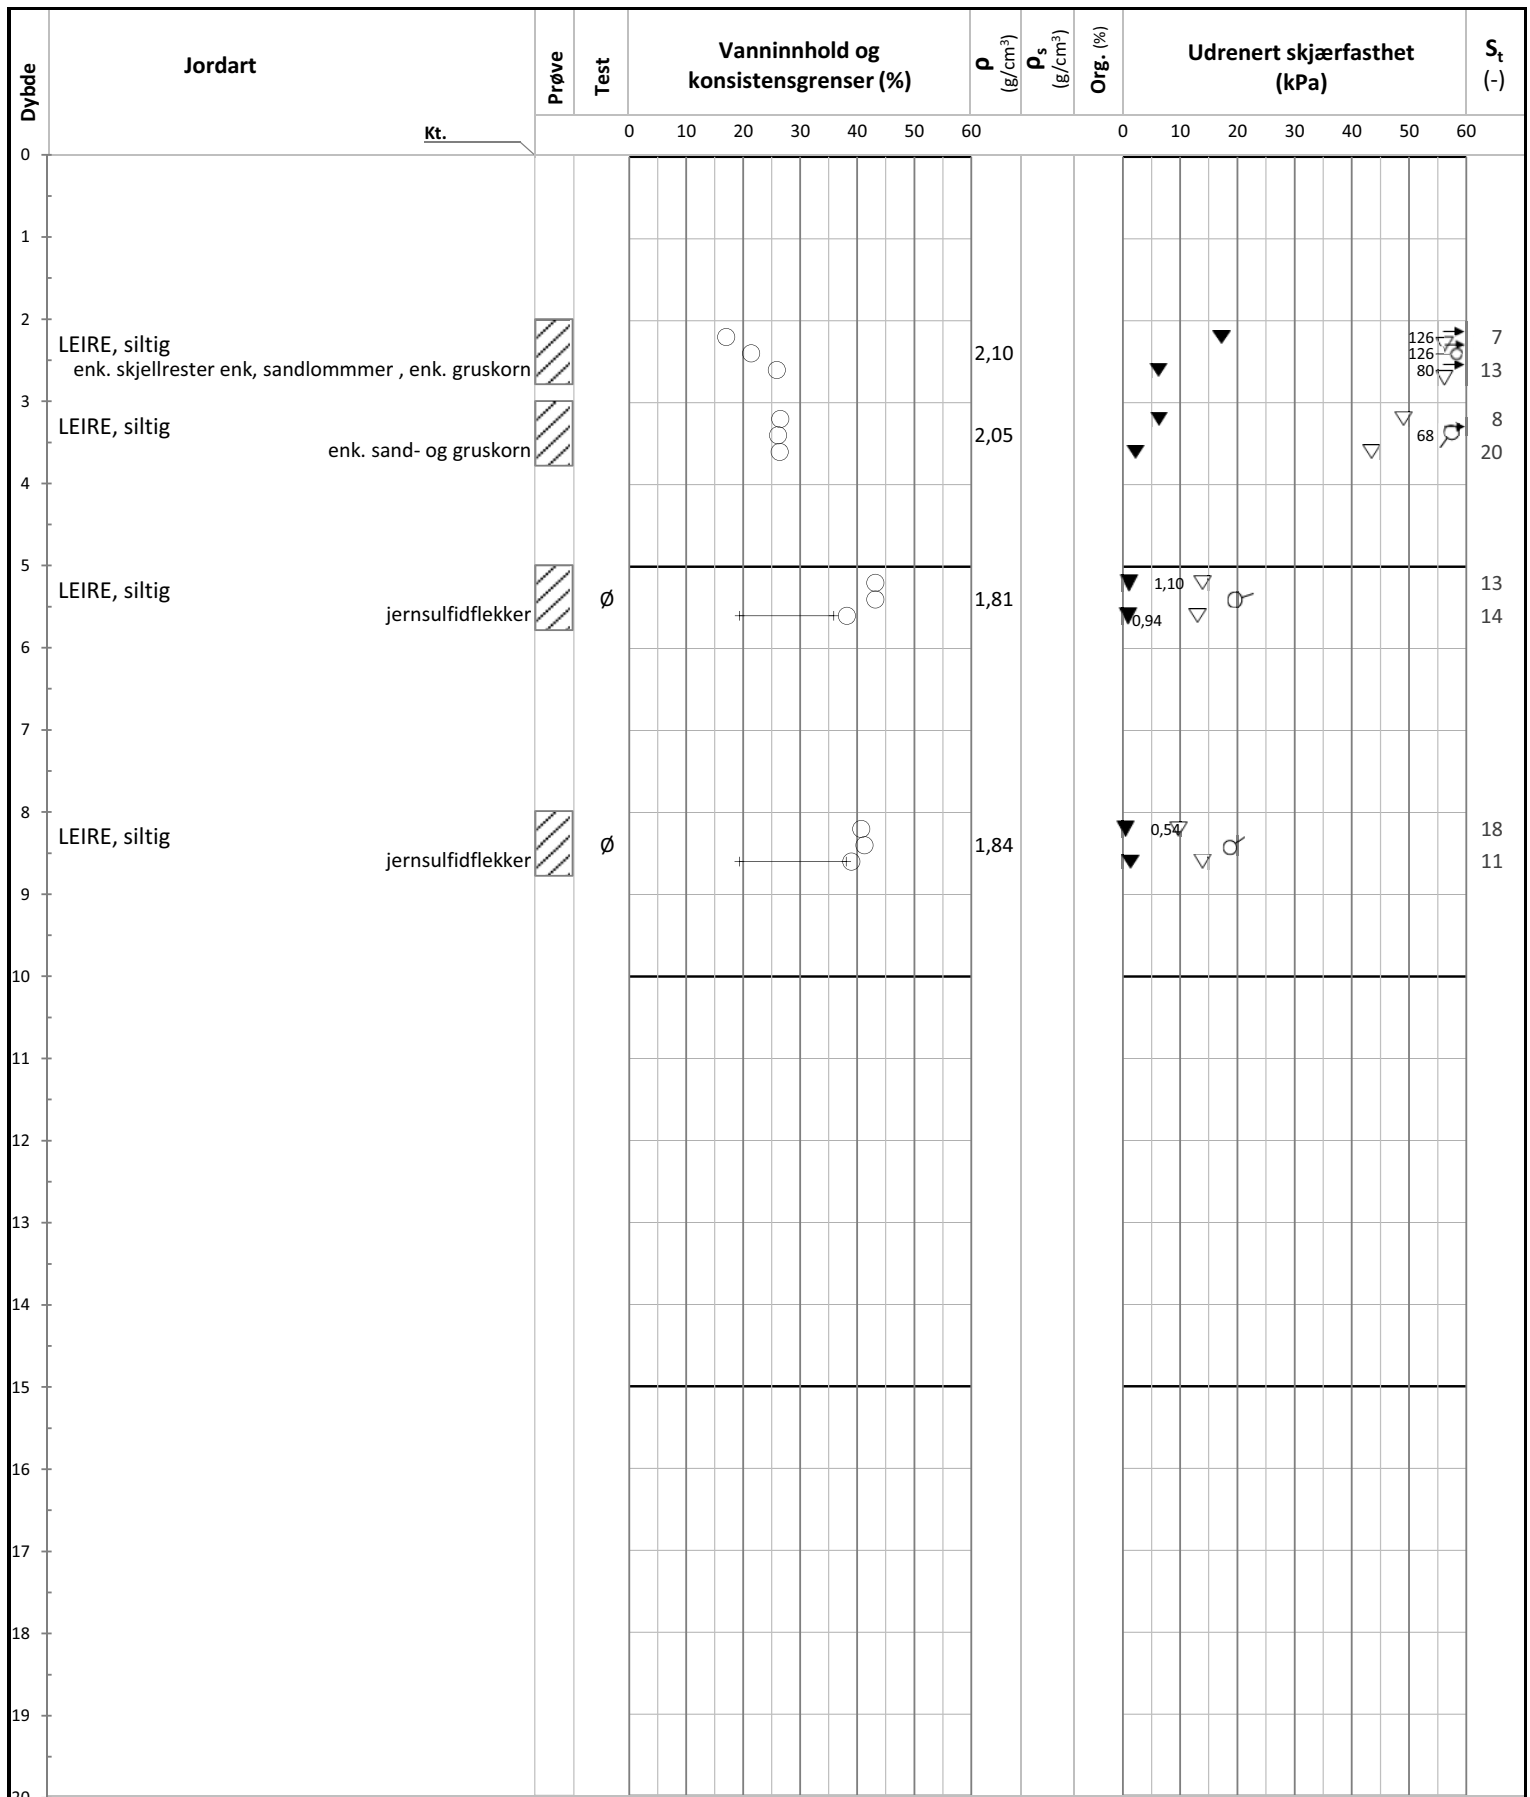 Dybde
Jordart
Kt.
Prøve
Test
Vanninnhold og
konsistensgrenser (%)
ρ (g/cm³)
ρs (g/cm³)
Org. (%)
Udrenert skjærfasthet
(kPa)
St
(-)
0 10 20 30 40 50 60
0 10 20 30 40 50 60
0
1
2
LEIRE, siltig 126 7
2,10
126
enk. skjellrester enk, sandlommmer , enk. gruskorn 80 13
3
LEIRE, siltig 8
2,05 68
enk. sand- og gruskorn 20
4
5
LEIRE, siltig 1,10 13
Ø 1,81
jernsulfidflekker 0,94 14
6
7
8
LEIRE, siltig 0,54 18
Ø 1,84
jernsulfidflekker 11
9
10
11
12
13
14
15
16
17
18
19
20